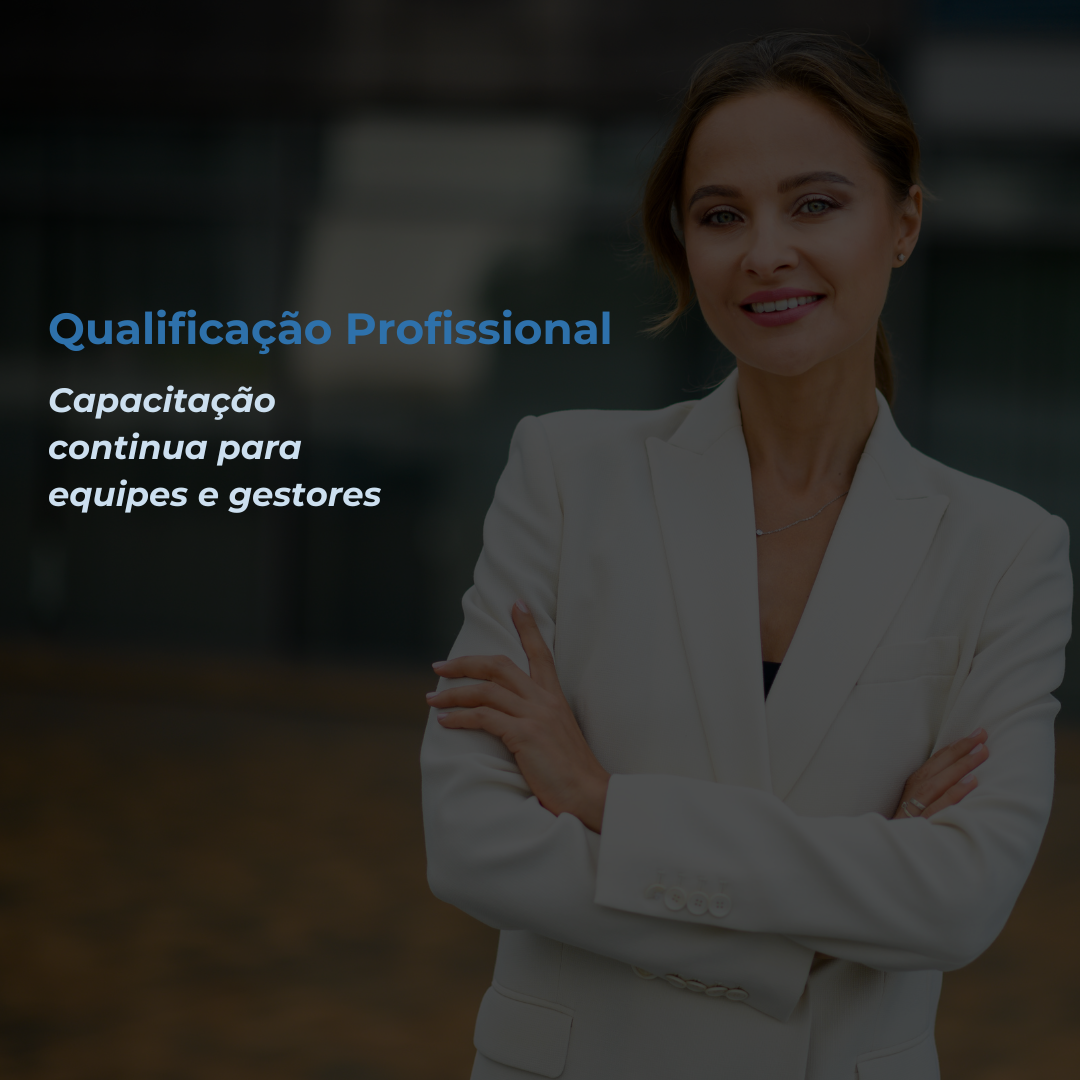 Qualificação Profissional
Capacitação
continua para
equipes e gestores